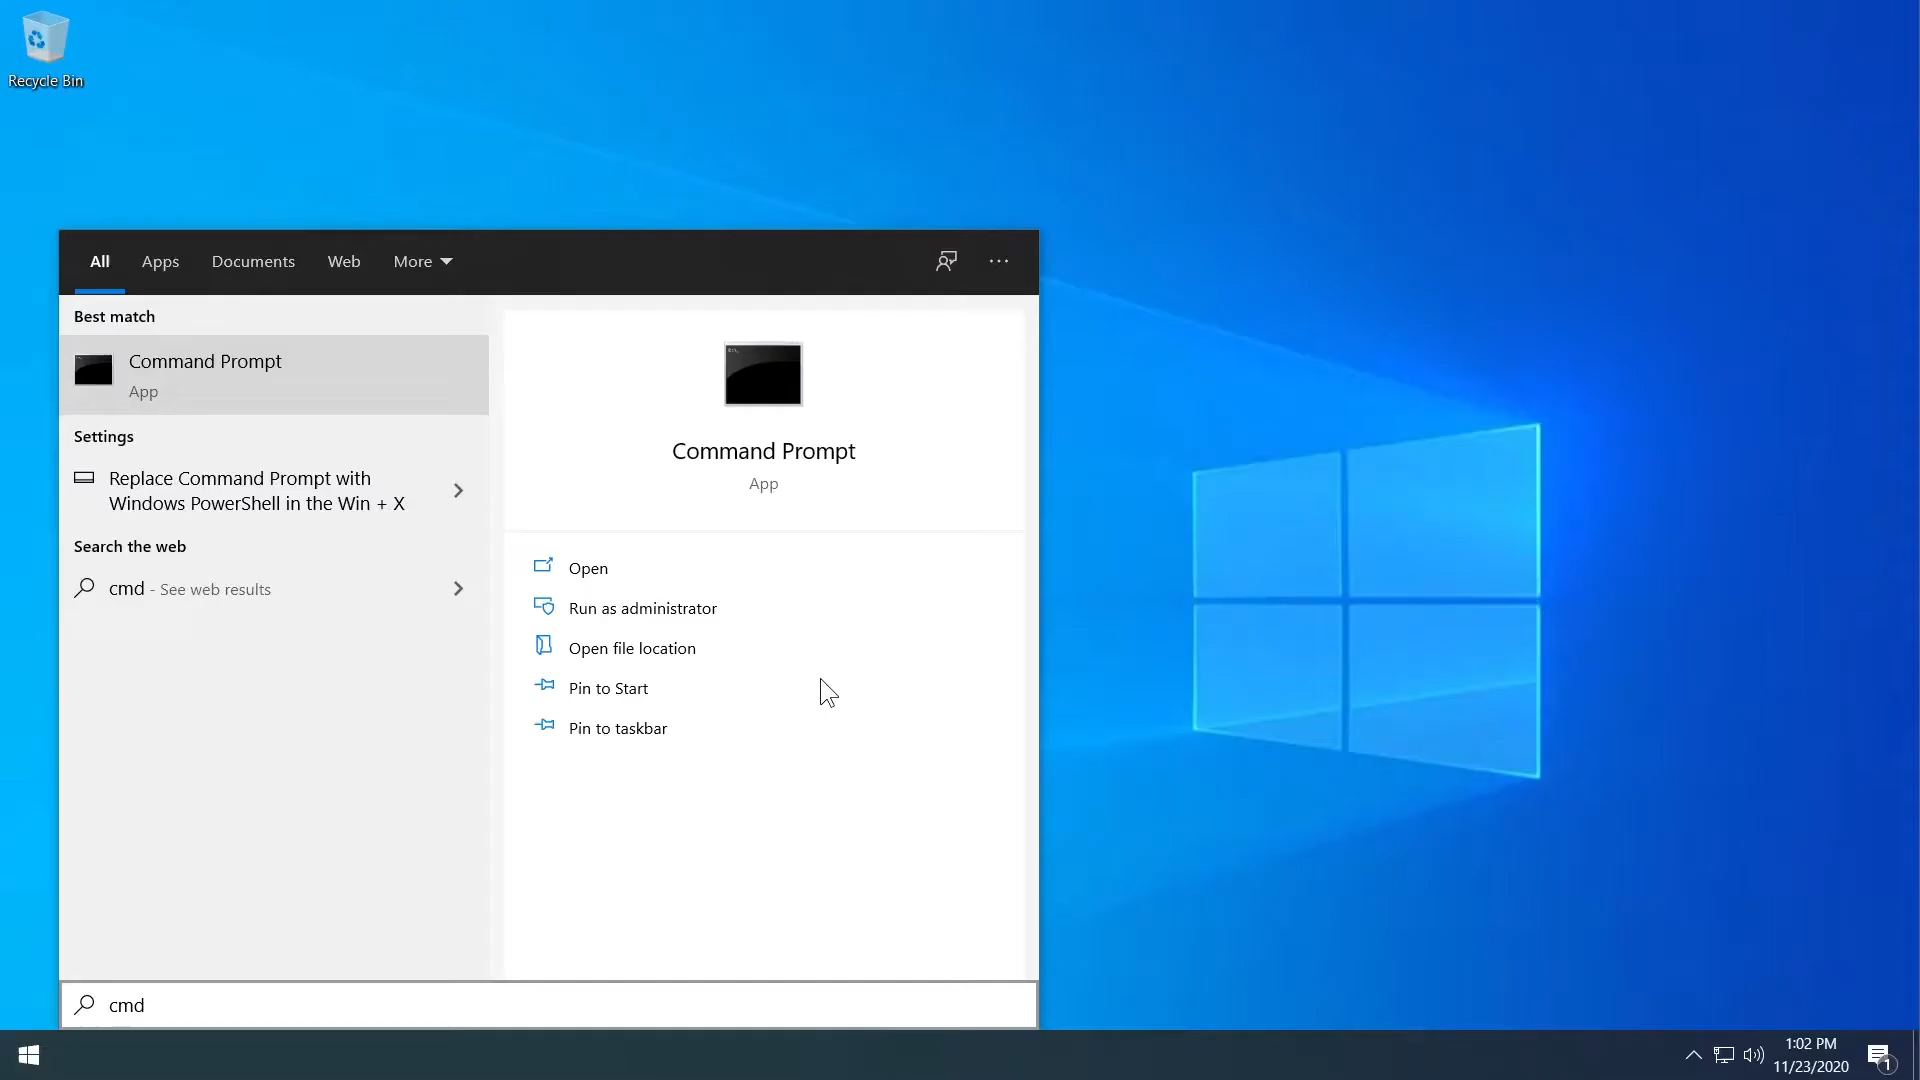 Recycle Bin
All
Apps
Documents
Web
More
Best match
Command Prompt
App
Settings
Replace Command Prompt with
Windows PowerShell in the Win + X
Search the web
cmd - See web results
Command Prompt
App
Open
Run as administrator
Open file location
Pin to Start
Pin to taskbar
cmd
1:02 PM
11/23/2020
1